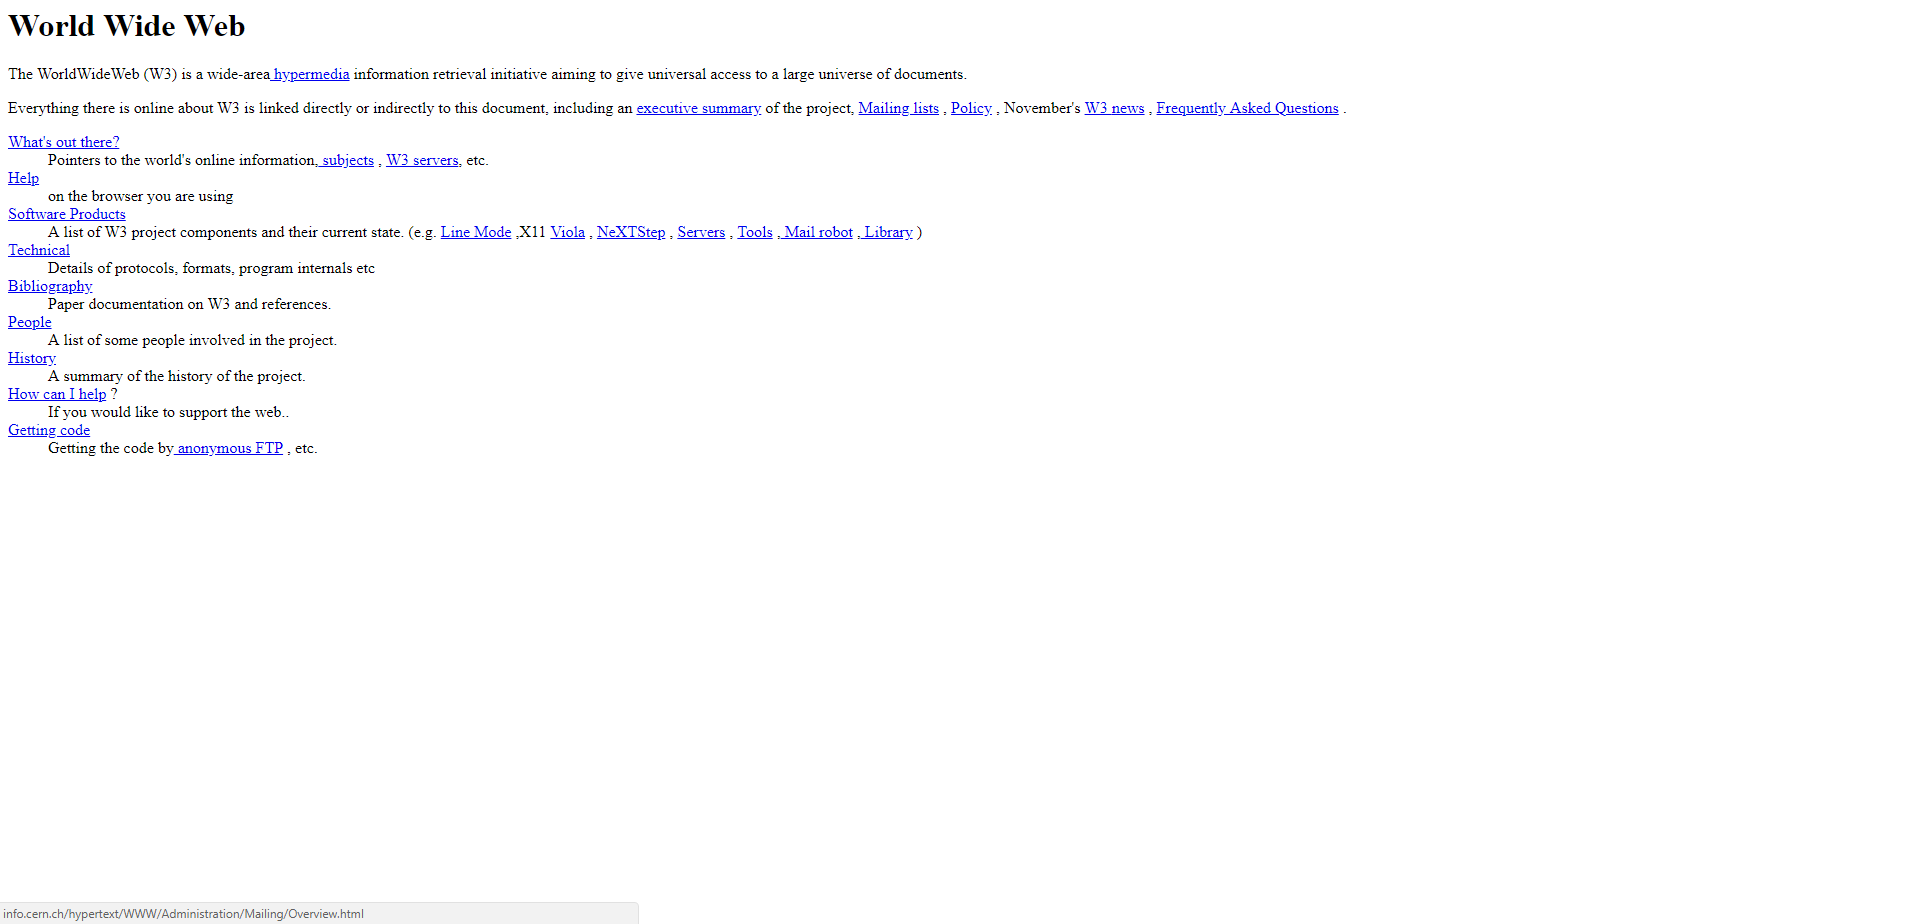 World Wide Web
The WorldWideWeb (W3) is a wide-area hypermedia information retrieval initiative aiming to give universal access to a large universe of documents.
Everything there is online about W3 is linked directly or indirectly to this document, including an executive summary of the project, Mailing lists , Policy , November's W3 news , Frequently Asked Questions .
What's out there?
Pointers to the world's online information, subjects , W3 servers, etc.
Help
on the browser you are using
Software Products
A list of W3 project components and their current state. (e.g. Line Mode ,X11 Viola , NeXTStep , Servers , Tools , Mail robot , Library )
Technical
Details of protocols, formats, program internals etc
Bibliography
Paper documentation on W3 and references.
People
A list of some people involved in the project.
History
A summary of the history of the project.
How can I help ?
If you would like to support the web..
Getting code
Getting the code by anonymous FTP , etc.
info.cern.ch/hypertext/WWW/Administration/Mailing/Overview.html